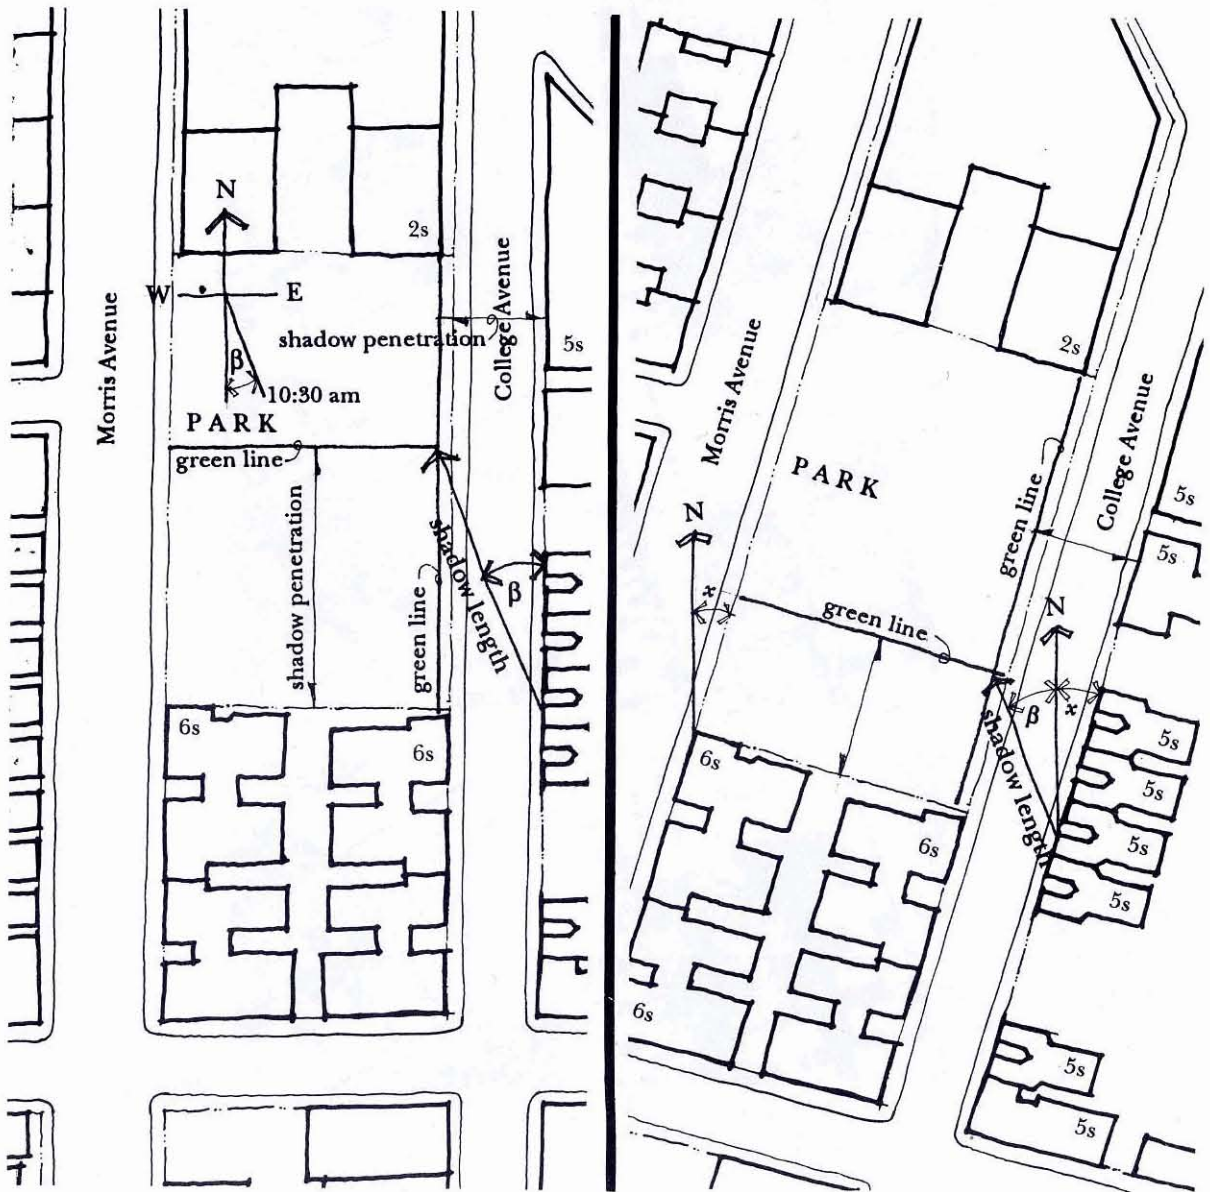 N
2s
W E
Morris Avenue
College Avenue
shadow penetration
5s
β
10:30 am
PARK
green line
shadow penetration
shadow length
β
green line
6s
6s
2s
Morris Avenue
College Avenue
PARK
green line
5s
5s
N
x
green line
N
β
x
shadow length
5s
5s
5s
5s
6s
6s
6s
5s
5s